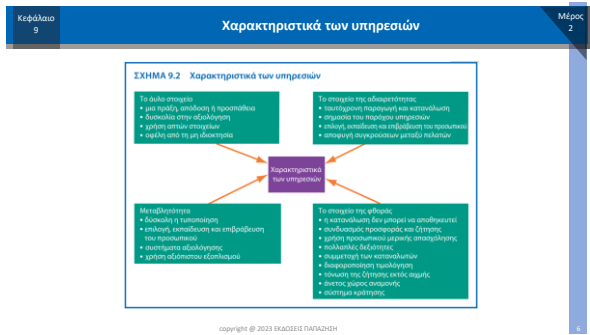 Κεφάλαιο
9
Χαρακτηριστικά των υπηρεσιών
Μέρος
2
ΣΧΗΜΑ 9.2 Χαρακτηριστικά των υπηρεσιών
Το άυλο στοιχείο
• μια πράξη, απόδοση ή προσπάθεια
• δυσκολία στην αξιολόγηση
• χρήση απτών στοιχείων
• οφέλη από τη μη ιδιοκτησία
Το στοιχείο της αδιαιρετότητας
• ταυτόχρονη παραγωγή και κατανάλωση
• σημασία του παρόχου υπηρεσιών
• επιλογή, εκπαίδευση και επιβράβευση του προσωπικού
• αποφυγή συγκρούσεων μεταξύ πελατών
Χαρακτηριστικά
των υπηρεσιών
Μεταβλητότητα
• δύσκολη η τυποποίηση
• επιλογή, εκπαίδευση και επιβράβευση
του προσωπικού
• συστήματα αξιολόγησης
• χρήση αξιόπιστου εξοπλισμού
Το στοιχείο της φθοράς
• η κατανάλωση δεν μπορεί να αποθηκευτεί
• συνδυασμός προσφοράς και ζήτησης
• χρήση προσωπικού μερικής απασχόλησης
• πολλαπλές δεξιότητες
• συμμετοχή των καταναλωτών
• διαφοροποίηση τιμολόγηση
• τόνωση της ζήτησης εκτός αιχμής
• άνετος χώρος αναμονής
• σύστημα κράτησης
copyright @ 2023 ΕΚΔΟΣΕΙΣ ΠΑΠΑΖΗΣΗ
6